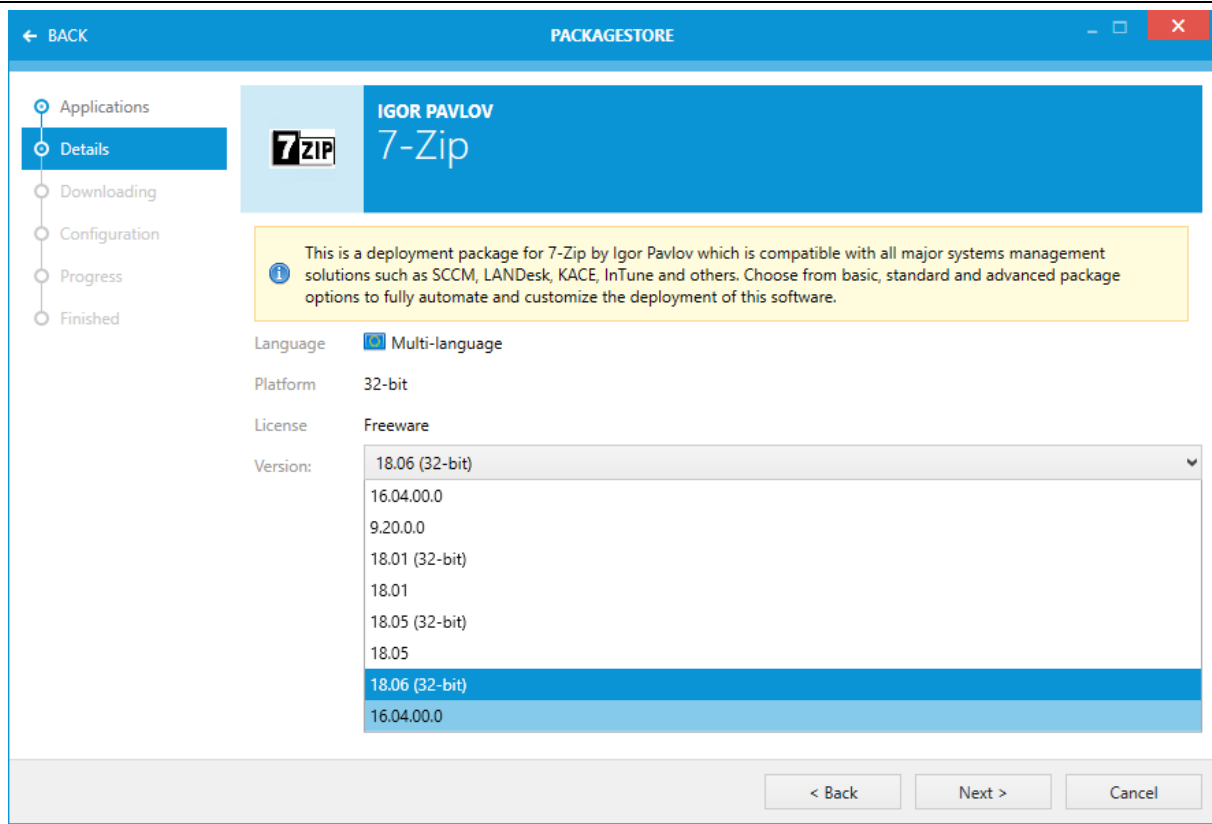 BACK
PACKAGESTORE
Applications
Details
Downloading
Configuration
Progress
Finished
7 ZIP
IGOR PAVLOV
7-Zip
This is a deployment package for 7-Zip by Igor Pavlov which is compatible with all major systems management
solutions such as SCCM, LANDesk, KACE, InTune and others. Choose from basic, standard and advanced package
options to fully automate and customize the deployment of this software.
Language Multi-language
Platform 32-bit
License Freeware
Version: 18.06 (32-bit)
16.04.00.0
9.20.0.0
18.01 (32-bit)
18.01
18.05 (32-bit)
18.05
18.06 (32-bit)
16.04.00.0
< Back Next > Cancel